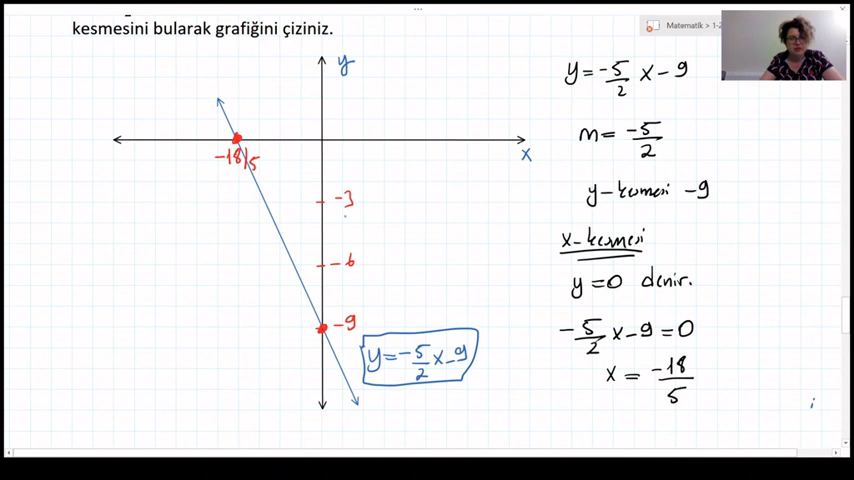 kesmesini bularak grafiğini çiziniz.
Matematik > 1-2
y
x
-18/5
-3
-6
-9
y=-5/2 x-9
y=-5/2 x-9
m=-5/2
y-kesmesi -9
x-kesmesi
y=0 denir.
-5/2 x-9=0
x=-18/5